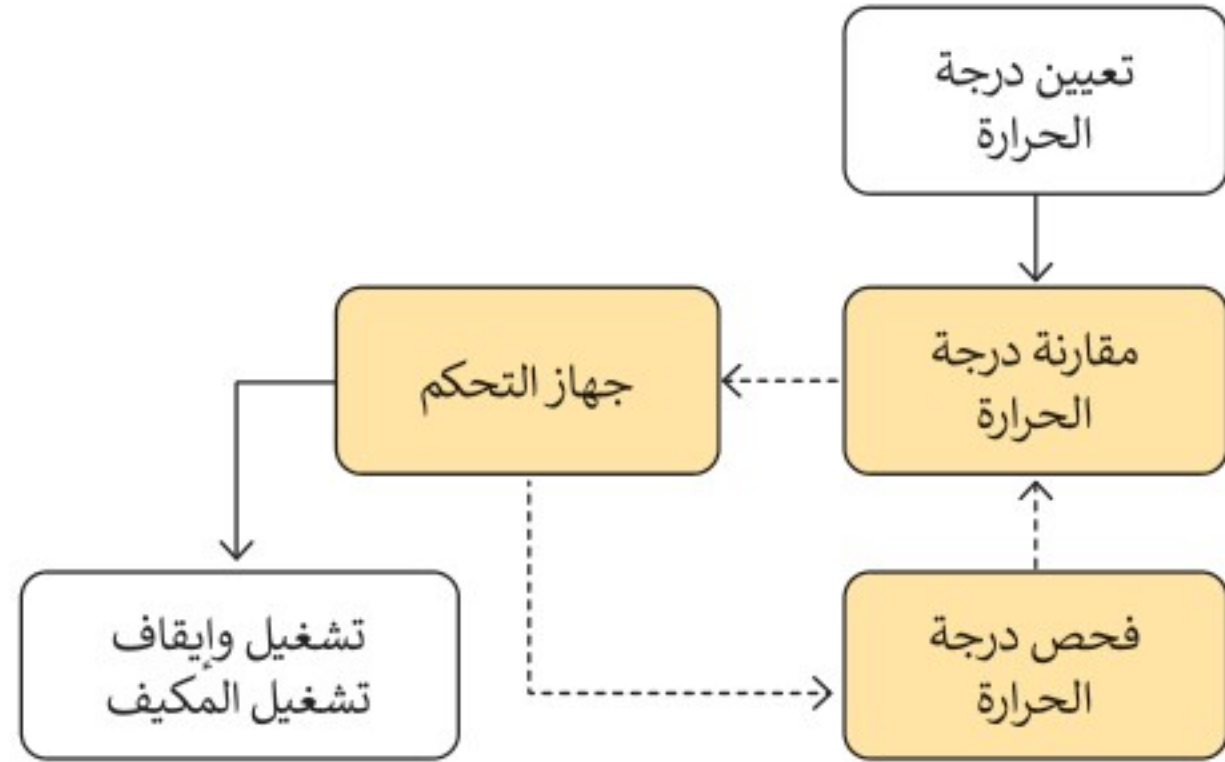 تعيين درجة
الحرارة
مقارنة درجة
الحرارة
جهاز التحكم
فحص درجة
الحرارة
تشغيل وإيقاف
تشغيل المكيف